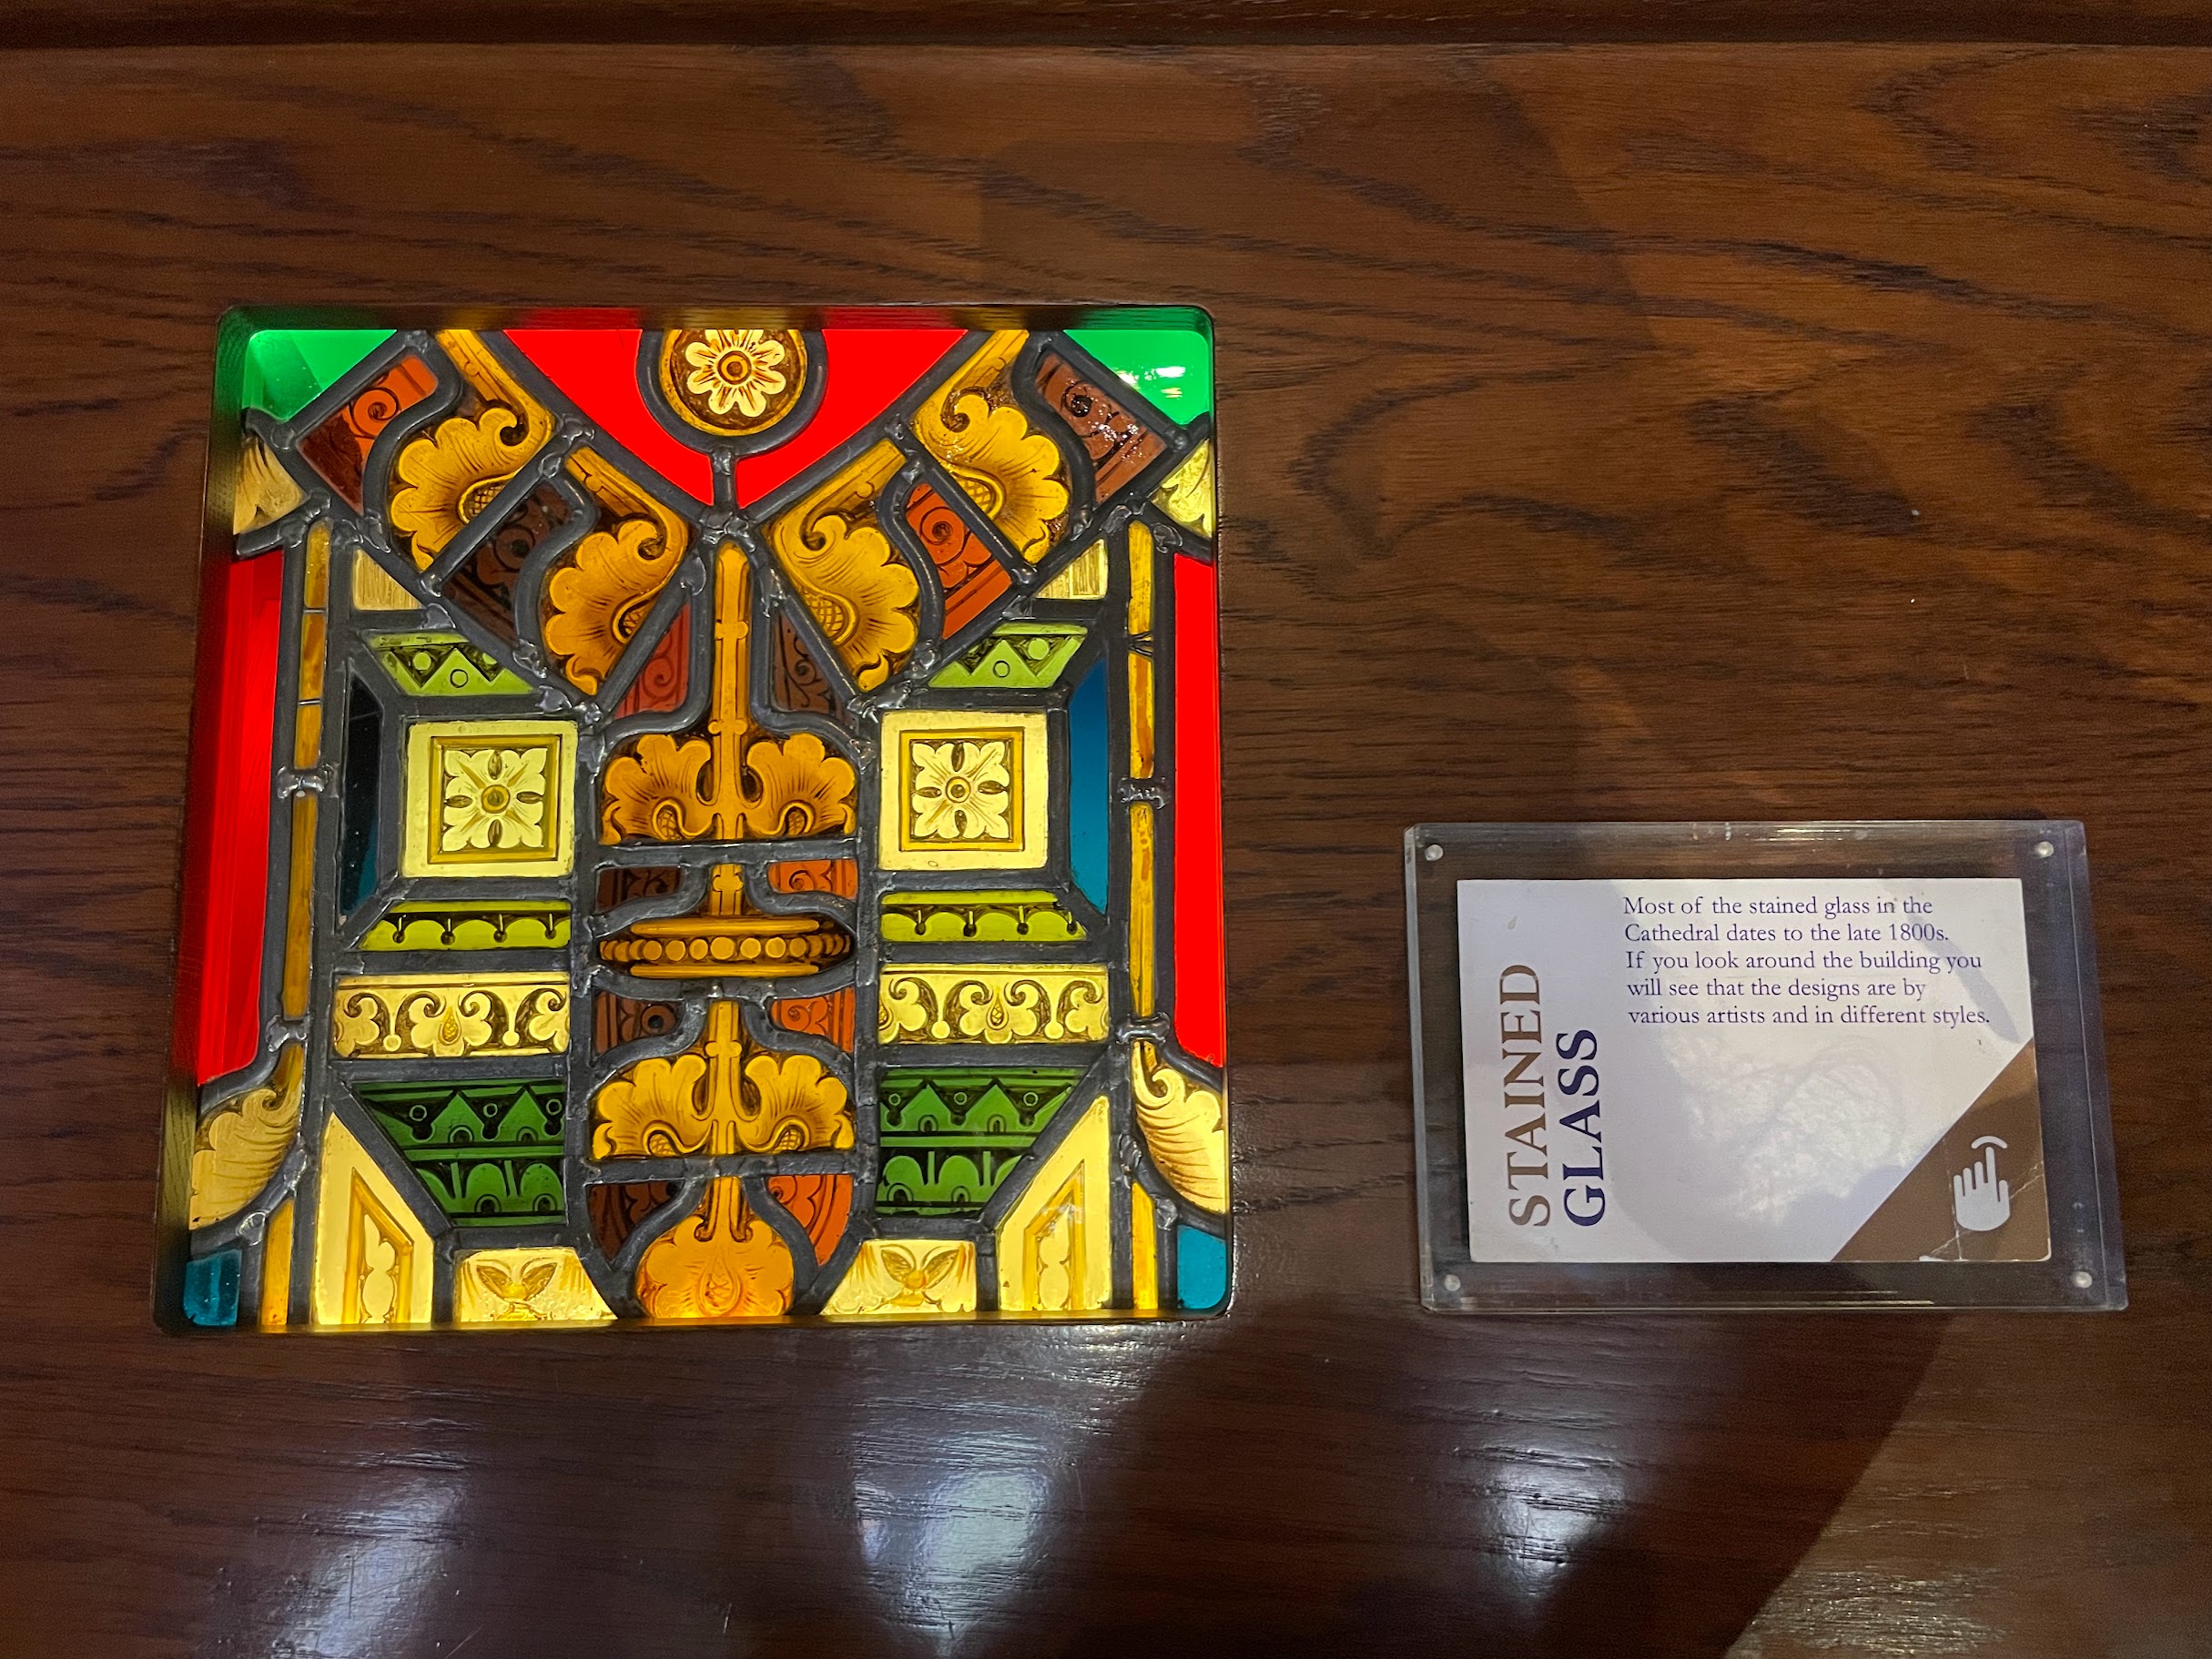 STAINED
GLASS
Most of the stained glass in the
Cathedral dates to the late 1800s.
If you look around the building you
will see that the designs are by
various artists and in different styles.